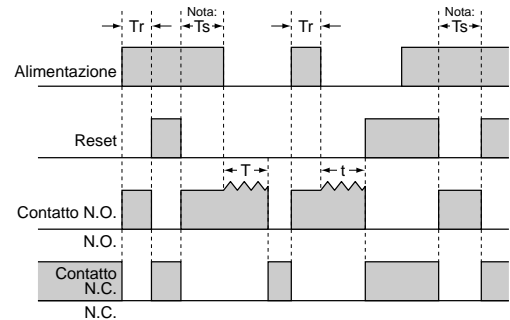 Nota: Nota:
Tr Ts Tr Ts
Alimentazione
Reset
T t
Contatto N.O.
N.O.
Contatto
N.C.
N.C.